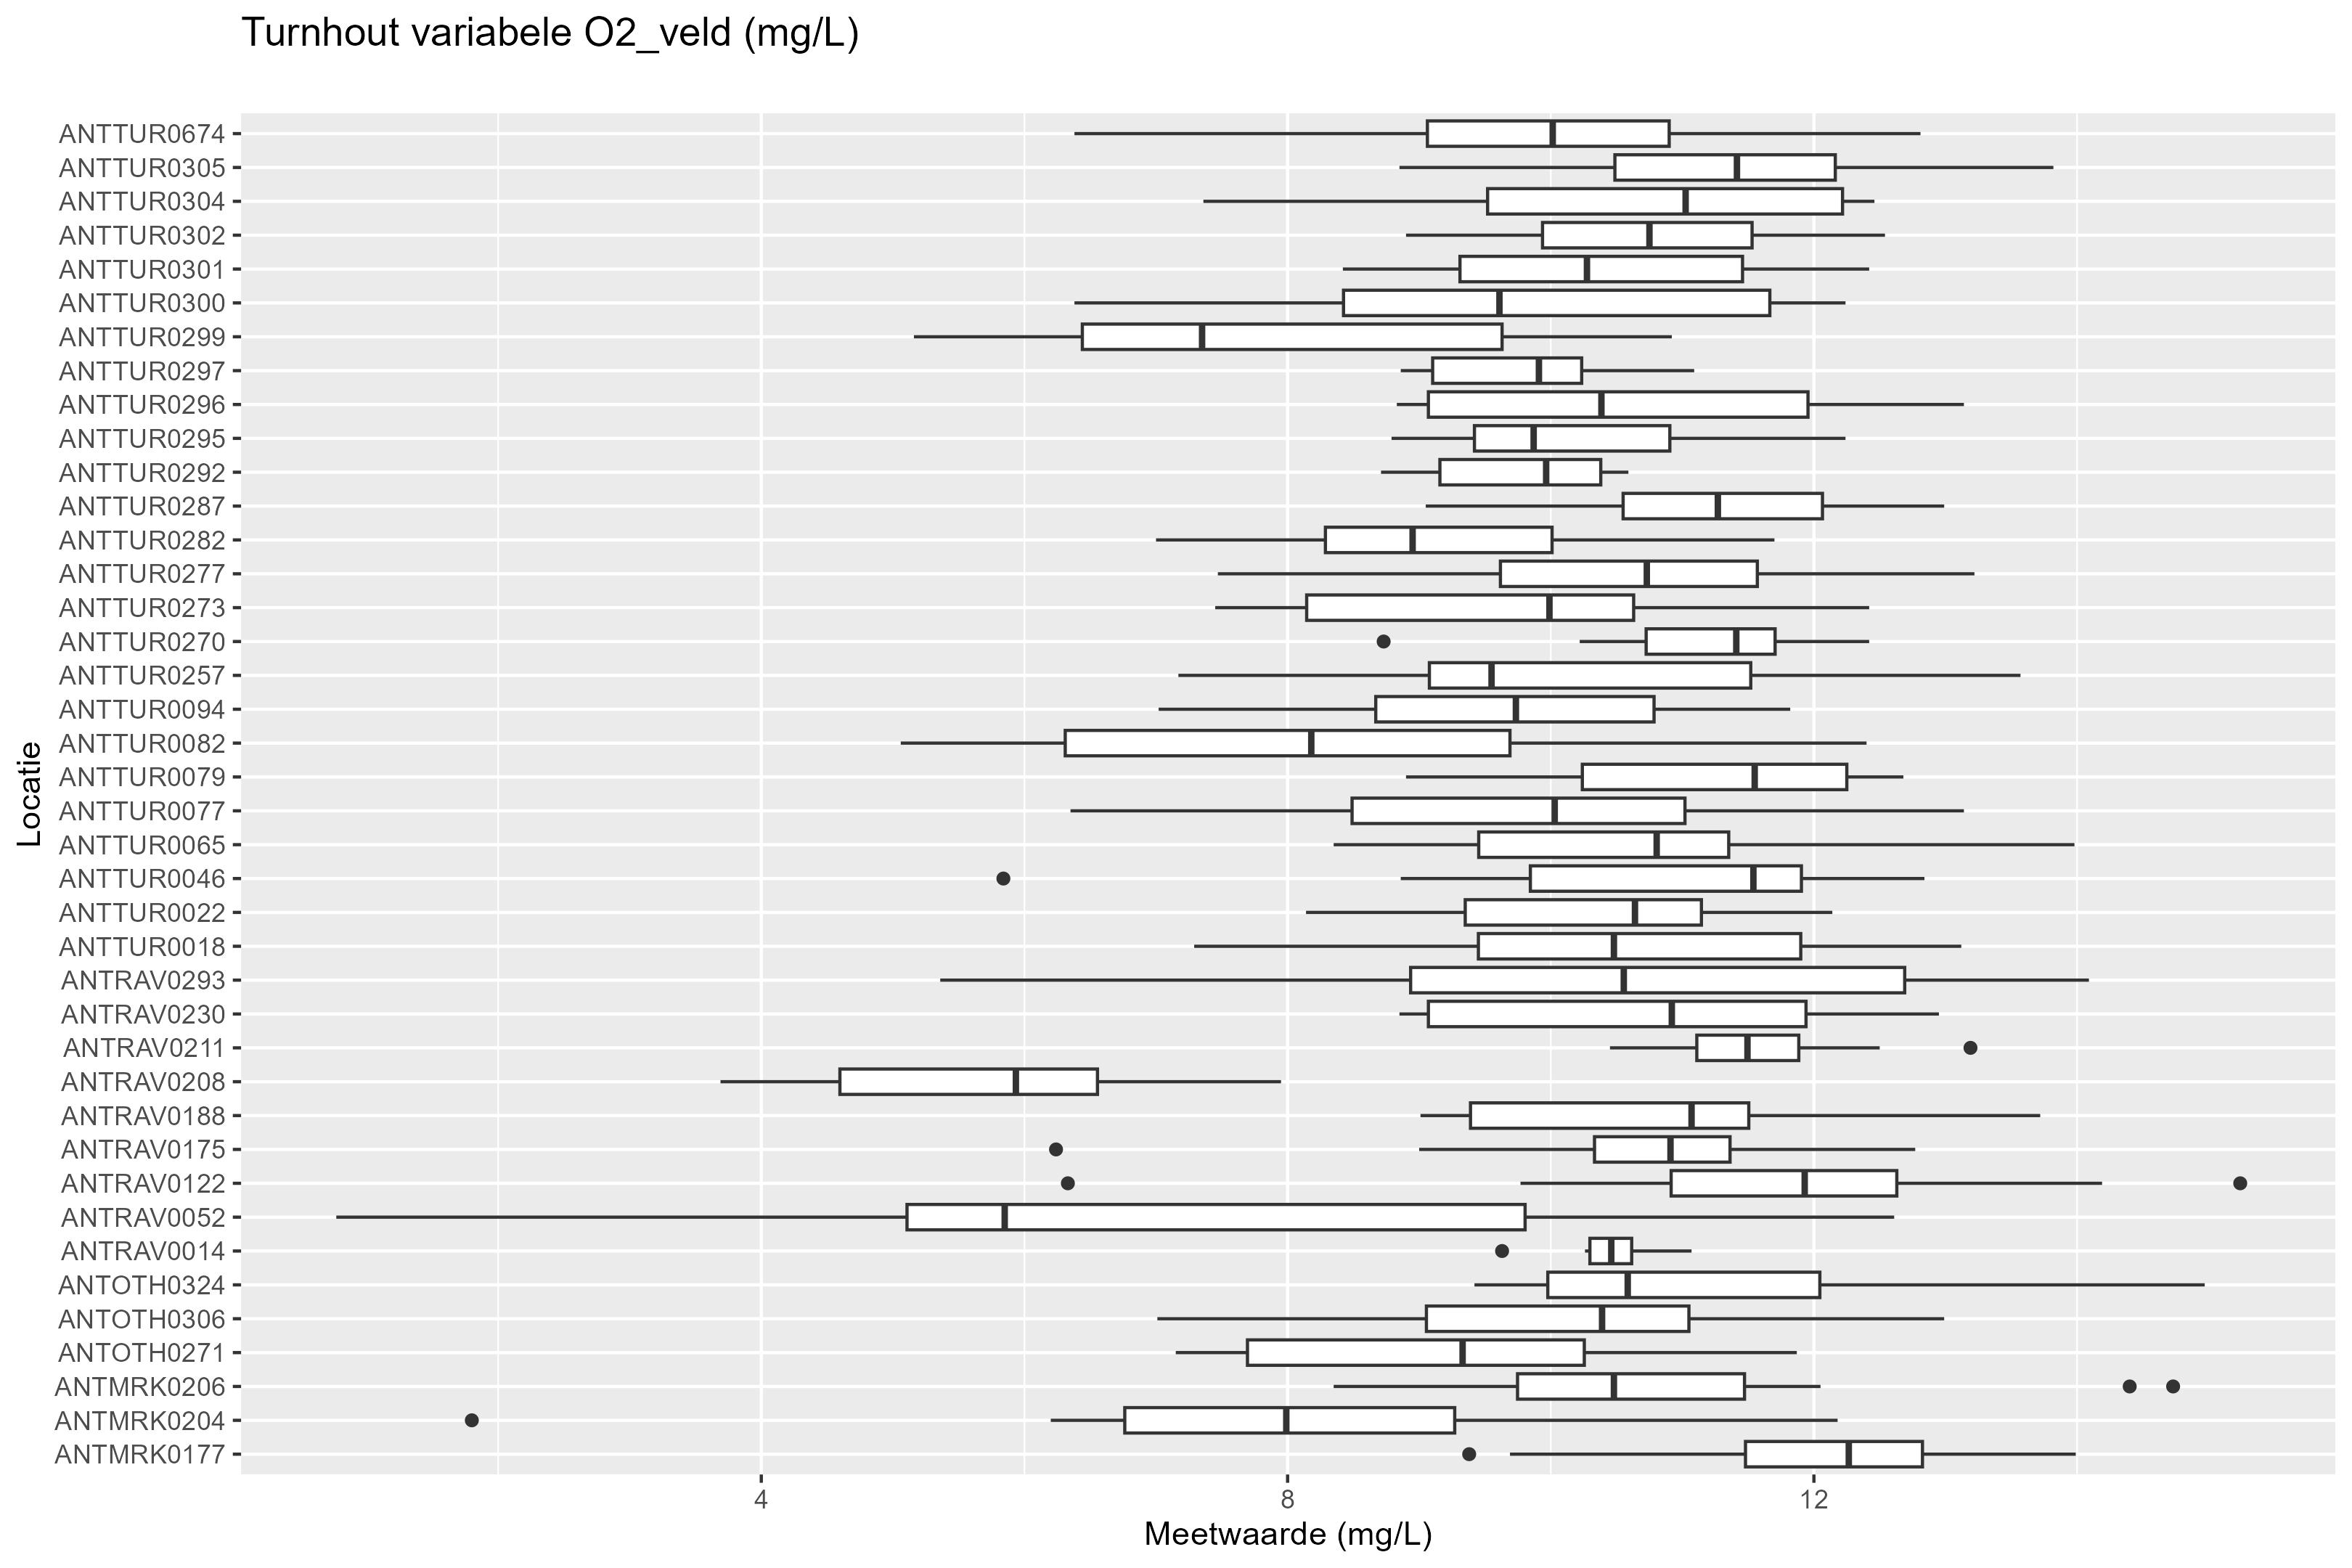 Turnhout variabele O2_veld (mg/L)
ANTTUR0674
ANTTUR0305
ANTTUR0304
ANTTUR0302
ANTTUR0301
ANTTUR0300
ANTTUR0299
ANTTUR0297
ANTTUR0296
ANTTUR0295
ANTTUR0292
ANTTUR0287
ANTTUR0282
ANTTUR0277
ANTTUR0273
ANTTUR0270
ANTTUR0257
ANTTUR0094
ANTTUR0082
ANTTUR0079
ANTTUR0077
ANTTUR0065
ANTTUR0046
ANTTUR0022
ANTTUR0018
ANTRAV0293
ANTRAV0230
ANTRAV0211
ANTRAV0208
ANTRAV0188
ANTRAV0175
ANTRAV0122
ANTRAV0052
ANTRAV0014
ANTOTH0324
ANTOTH0306
ANTOTH0271
ANTMRK0206
ANTMRK0204
ANTMRK0177
Locatie
4 8 12
Meetwaarde (mg/L)